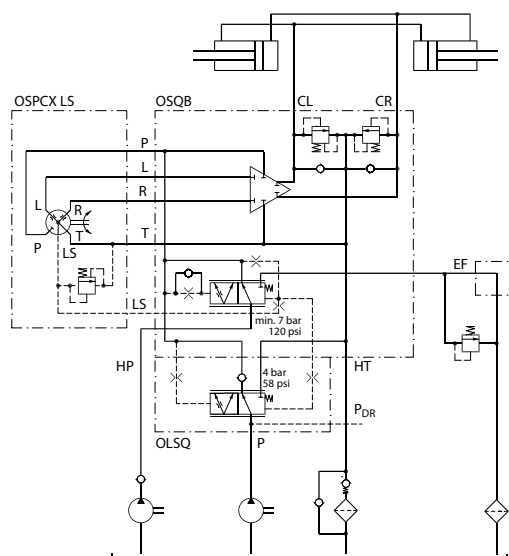 OSPCX LS
OSQB
CL
CR
P
L
R
L
R
T
P
T
LS
EF
LS
min. 7 bar
120 psi
HP
4 bar
58 psi
HT
PDR
OLSQ
P